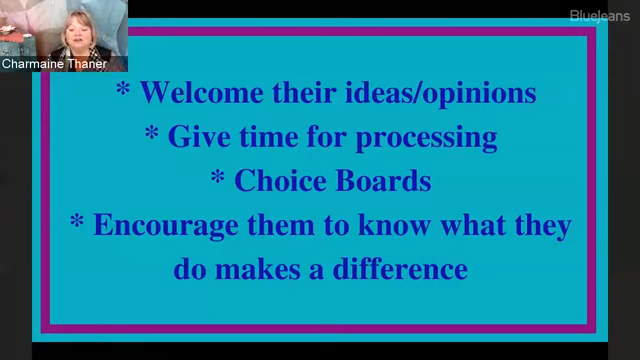 BlueJeans
Charmaine Thaner
* Welcome their ideas/opinions
* Give time for processing
* Choice Boards
* Encourage them to know what they
do makes a difference